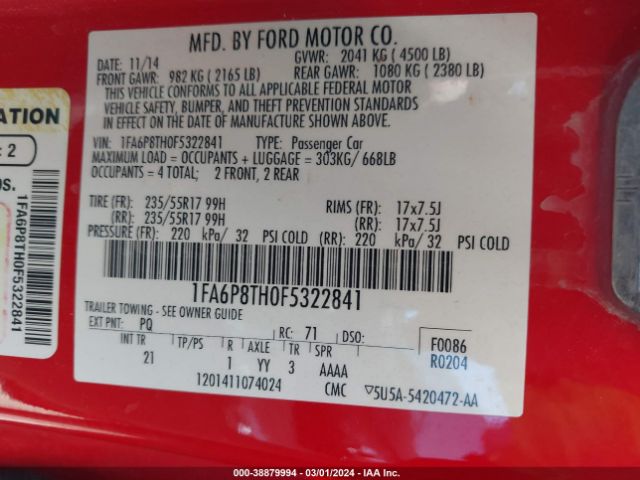 MFD. BY FORD MOTOR CO.
DATE: 11/14 GVWR: 2041 KG ( 4500 LB)
FRONT GAWR: 982 KG ( 2165 LB) REAR GAWR: 1080 KG ( 2380 LB)
THIS VEHICLE CONFORMS TO ALL APPLICABLE FEDERAL MOTOR
VEHICLE SAFETY, BUMPER, AND THEFT PREVENTION STANDARDS
IN EFFECT ON THE DATE OF MANUFACTURE SHOWN ABOVE.
VIN: 1FA6P8TH0F5322841 TYPE: Passenger Car
MAXIMUM LOAD = OCCUPANTS + LUGGAGE = 303KG/ 668LB
OCCUPANTS = 4 TOTAL; 2 FRONT, 2 REAR
TIRE (FR): 235/55R17 99H RIMS (FR): 17x7.5J
(RR): 235/55R17 99H (RR): 17x7.5J
PRESSURE (FR): 220 kPa/ 32 PSI COLD (RR): 220 kPa/ 32 PSI COLD
1FA6P8TH0F5322841
TRAILER TOWING - SEE OWNER GUIDE
EXT PNT: PQ RC: 71 DSO: F0086
INT TR TP/PS R AXLE TR SPR R0204
21 1 YY 3 AAAA
1201411074024 CMC ▽5U5A-5420472-AA
ATION
: 2
OS.
1FA6P8TH0F5322841
000-38879994 - 03/01/2024 - IAA Corporation